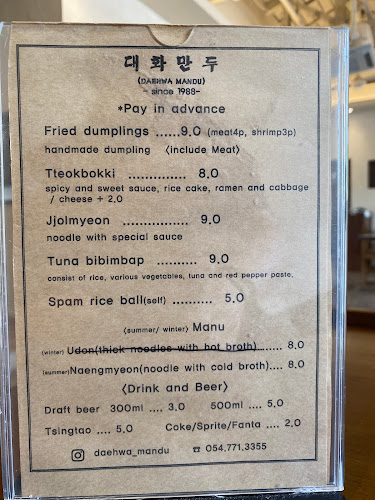 대화만두
(DAEHWA MANDU)
- since 1988-
*Pay in advance
Fried dumplings ......9.0 (meat4p, shrimp3p)
handmade dumpling 〈include Meat〉
Tteokbokki .............. 8.0
spicy and sweet sauce, rice cake, ramen and cabbage
/ cheese + 2.0
Jjolmyeon ................ 9.0
noodle with special sauce
Tuna bibimbap .......... 9.0
consist of rice, various vegetables, tuna and red pepper paste.
Spam rice ball(self) .......... 5.0
〈summer/ winter〉 Manu
(winter) Udon(thick noodles with hot broth)....... 8.0
(summer)Naengmyeon(noodle with cold broth).... 8.0
〈Drink and Beer〉
Draft beer 300ml .... 3.0 500ml .... 5.0
Tsingtao .... 5.0 Coke/Sprite/Fanta .... 2.0
daehwa_mandu ☎ 054.771.3355